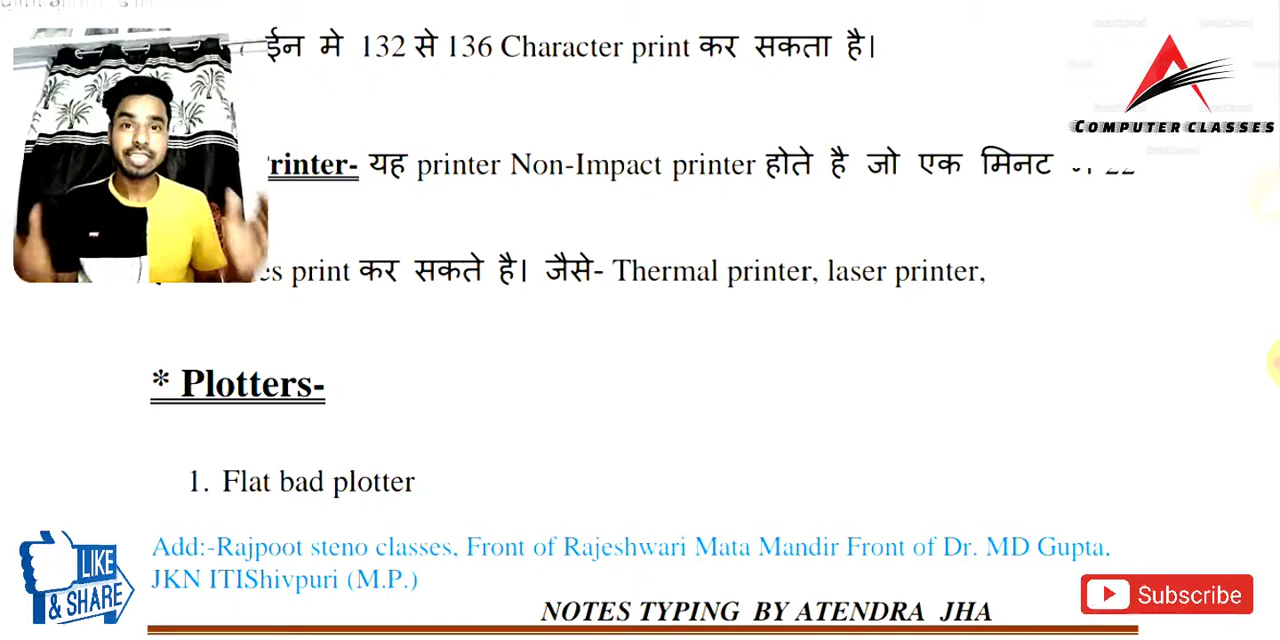 ईन मे 132 से 136 Character print कर सकता है।
COMPUTER CLASSES
rinter- यह printer Non-Impact printer होते है जो एक मिनट
es print कर सकते है। जैसे- Thermal printer, laser printer,
* Plotters-
1. Flat bad plotter
Add:-Rajpoot steno classes, Front of Rajeshwari Mata Mandir Front of Dr. MD Gupta,
JKN ITIShivpuri (M.P.)
LIKE
& SHARE
Subscribe
NOTES TYPING BY ATENDRA JHA